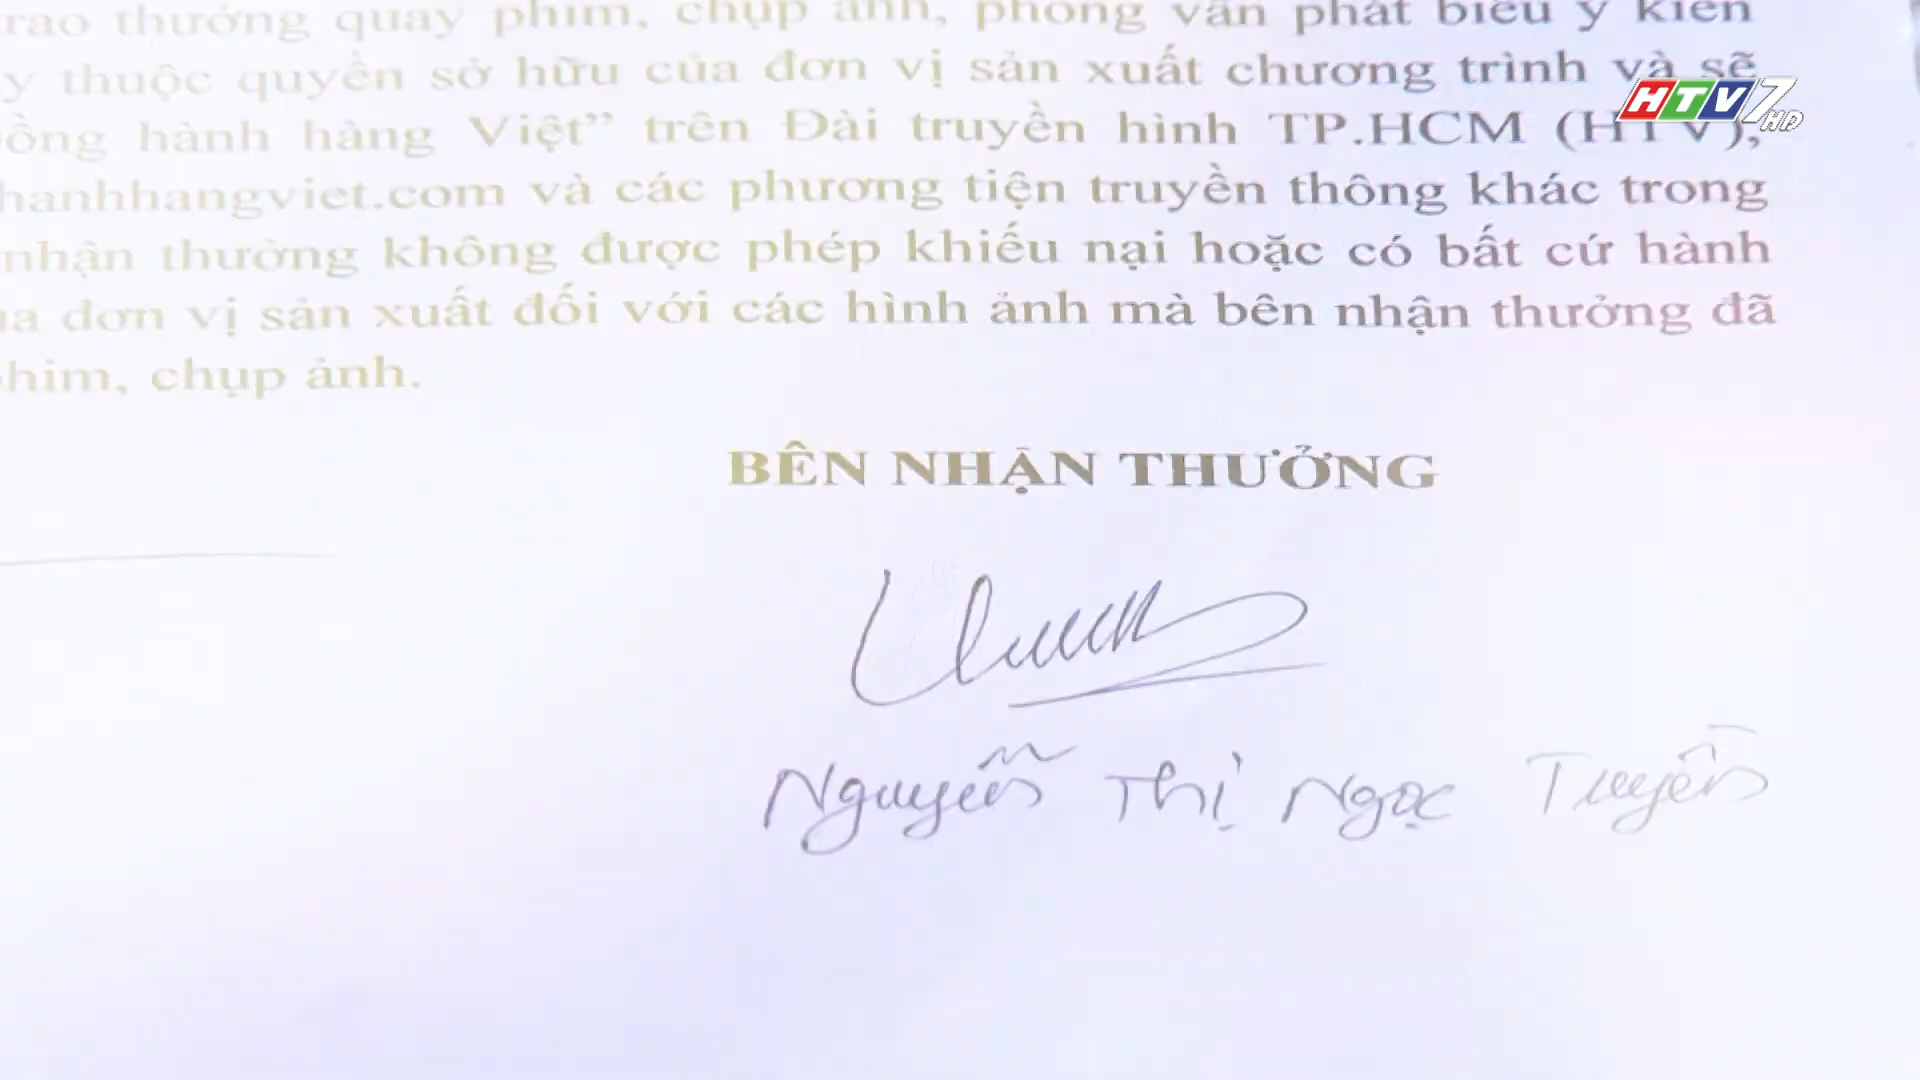 rao thưởng quay phim, chụp ảnh, phỏng vấn phát biểu ý kiến
y thuộc quyền sở hữu của đơn vị sản xuất chương trình và sẽ
ồng hành hàng Việt” trên Đài truyền hình TP.HCM (HTV),
hanhhangviet.com và các phương tiện truyền thông khác trong
nhận thưởng không được phép khiếu nại hoặc có bất cứ hành
ủa đơn vị sản xuất đối với các hình ảnh mà bên nhận thưởng đã
phim, chụp ảnh.
BÊN NHẬN THƯỞNG
Nguyễn Thị Ngọc Tuyền
HTV7 HD